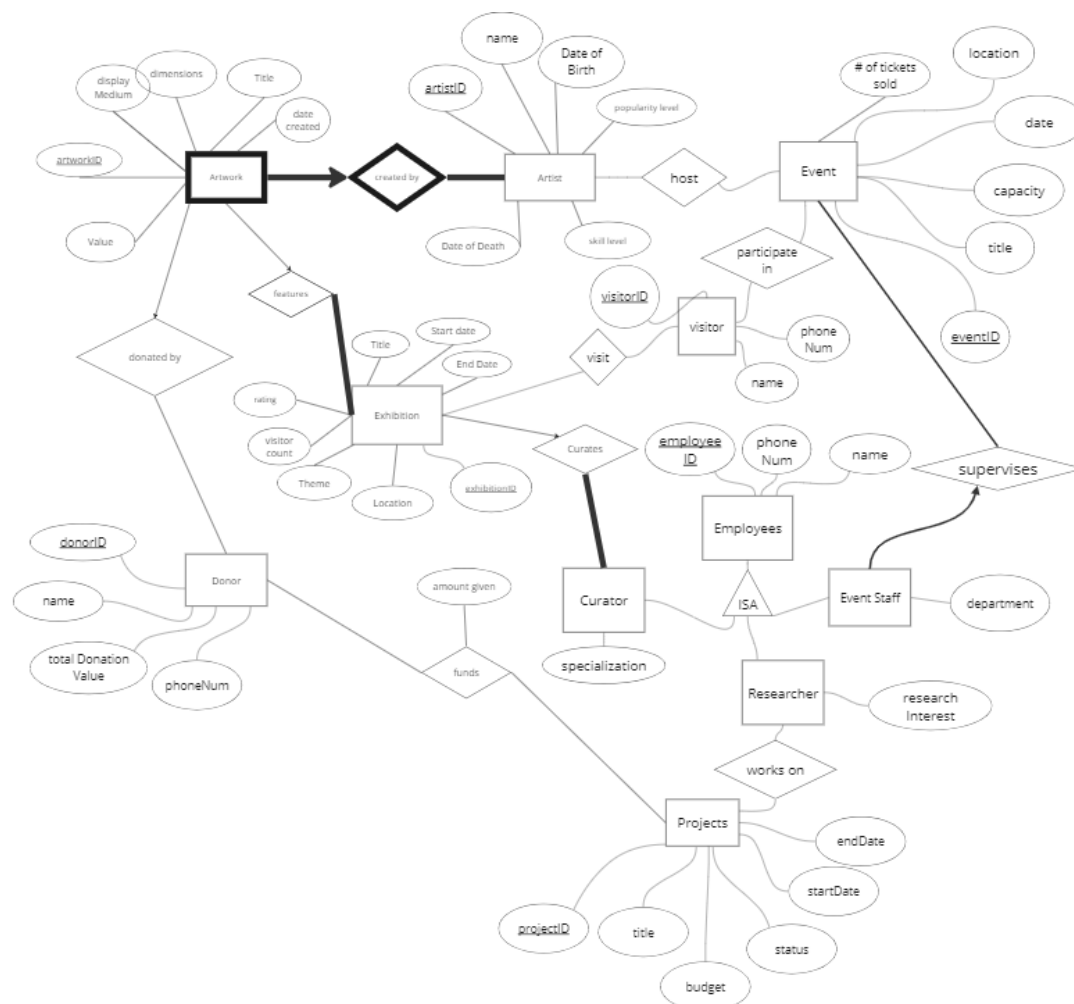 name
Date of
Birth
location
# of tickets
sold
display
Medium
dimensions
Title
artistID
popularity level
date
created
date
artworkID
Artwork
created by
Artist
host
Event
capacity
Value
Date of Death
skill level
participate
in
title
features
visitorID
visitor
phone
Num
eventID
donated by
Title
Start date
visit
End Date
name
rating
Exhibition
visitor
count
Curates
employee
ID
phone
Num
name
Theme
Location
exhibitionID
supervises
donorID
Employees
Donor
amount given
name
Curator
ISA
Event Staff
department
total Donation
Value
phoneNum
funds
specialization
Researcher
research
Interest
works on
Projects
endDate
startDate
projectID
title
status
budget